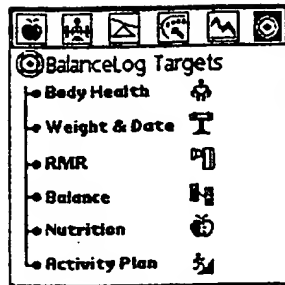 BalanceLog Targets
Body Health
Weight & Date
RMR
Balance
Nutrition
Activity Plan